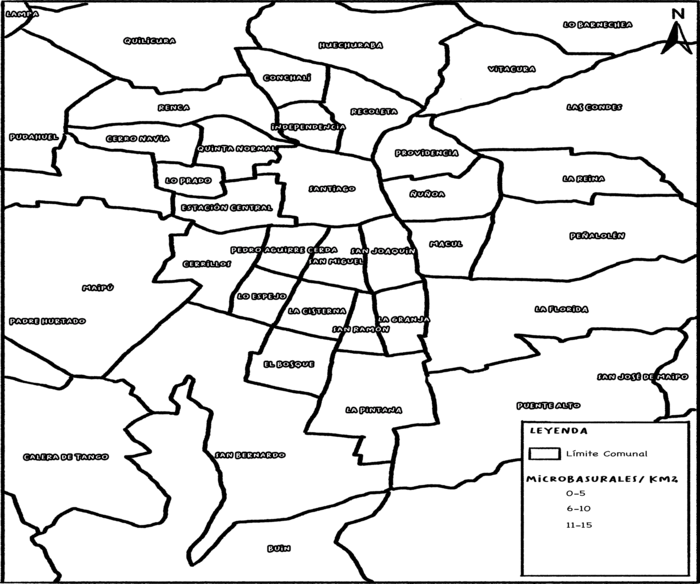 LAMPA
N
LO BARNECHEA
QUILICURA
HUECHURABA
VITACURA
CONCHALÍ
RENCA
RECOLETA
LAS CONDES
INDEPENDENCIA
PUDAHUEL
CERRO NAVIA
QUINTA NORMAL
PROVIDENCIA
LO PRADO
SANTIAGO
ÑUÑOA
LA REINA
ESTACIÓN CENTRAL
PEÑALOLÉN
MACUL
PEDRO AGUIRRE CERDA
SAN JOAQUÍN
SAN MIGUEL
CERRILLOS
MAIPÚ
LO ESPEJO
LA CISTERNA
LA FLORIDA
PADRE HURTADO
LA GRANJA
SAN RAMÓN
EL BOSQUE
SAN JOSÉ DE MAIPO
LA PINTANA
PUENTE ALTO
CALERA DE TANGO
SAN BERNARDO
BUIN
LEYENDA
Límite Comunal
MICROBASURALES/ KM2
0-5
6-10
11-15